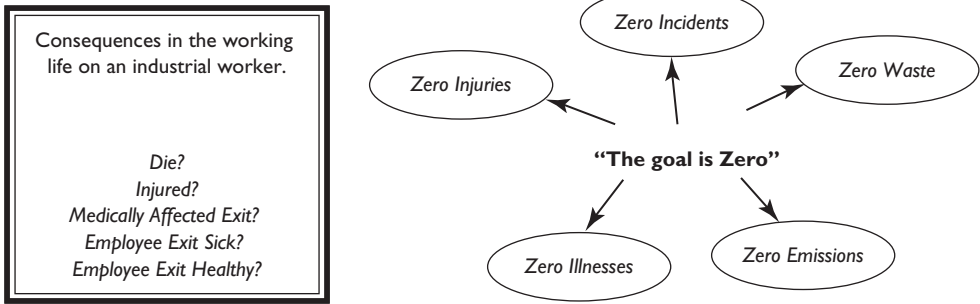 Consequences in the working
life on an industrial worker.
Die?
Injured?
Medically Affected Exit?
Employee Exit Sick?
Employee Exit Healthy?
Zero Incidents
Zero Injuries
Zero Waste
“The goal is Zero”
Zero Illnesses
Zero Emissions